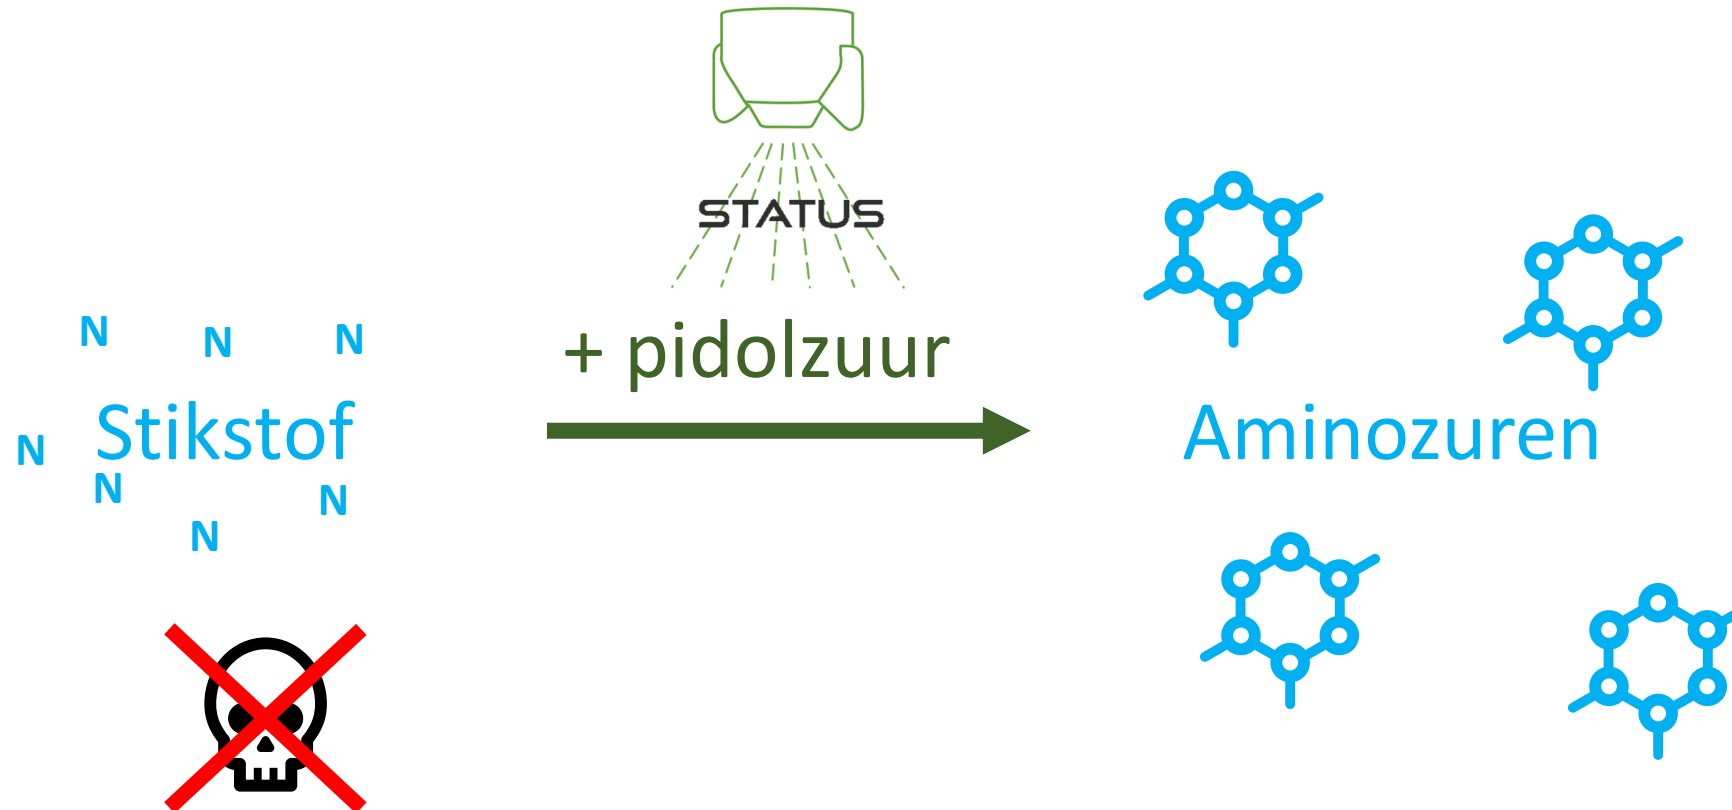 STATUS
N N N
+ pidolzuur
N Stikstof
Aminozuren
N N
N